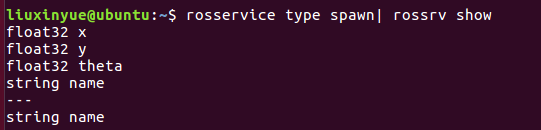 liuxinyue@ubuntu:~$ rosservice type spawn| rossrv show
float32 x
float32 y
float32 theta
string name
---
string name